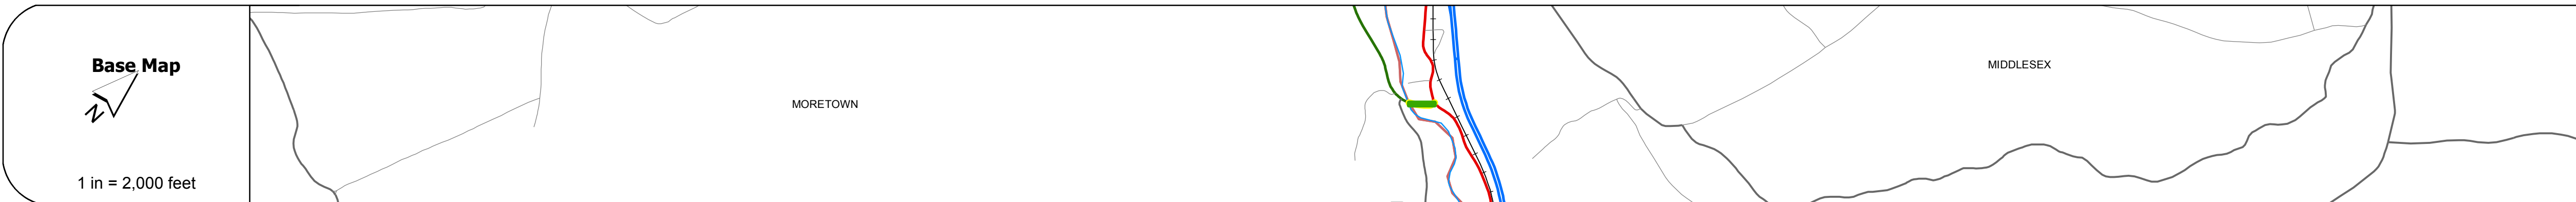 Base Map
N
1 in = 2,000 feet
MORETOWN
MIDDLESEX